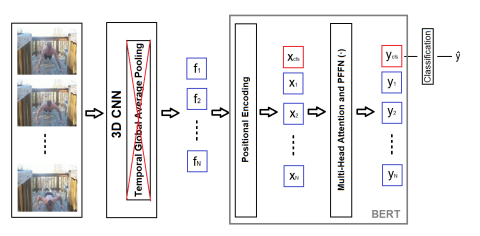 3D CNN
Temporal Global Average Pooling
f1
f2
fN
Positional Encoding
xcls
x1
x2
xN
Multi-Head Attention and PFFN (·)
ycls
y1
y2
yN
BERT
Classification
ŷ